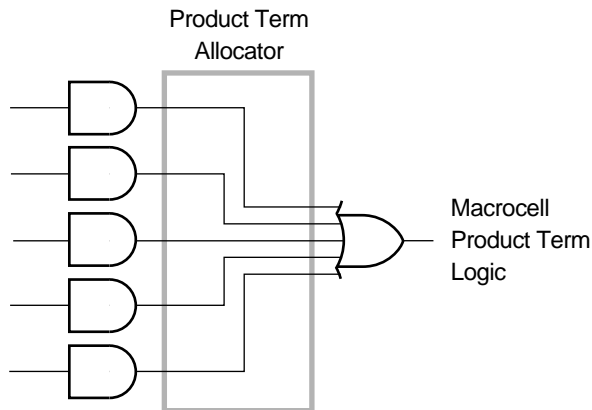 Product Term
Allocator
Macrocell
Product Term
Logic